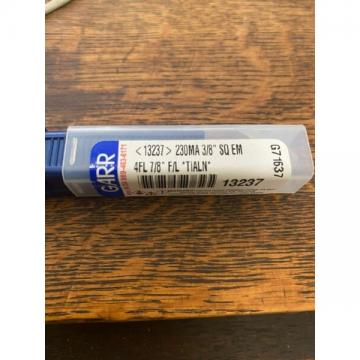 GARR
<13237> 230MA 3/8" SQ EM
4FL 7/8" F/L *TIALN*
13237
G71637